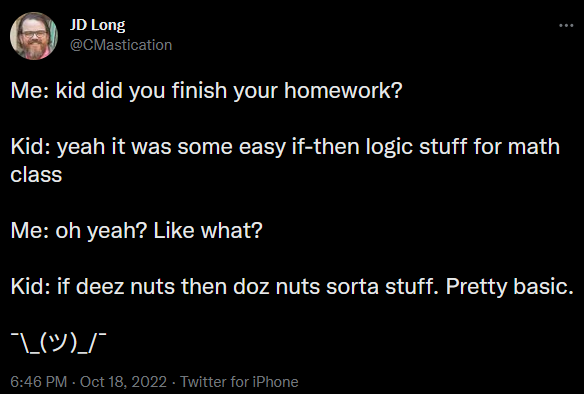 JD Long
@CMastication
Me: kid did you finish your homework?
Kid: yeah it was some easy if-then logic stuff for math
class
Me: oh yeah? Like what?
Kid: if deez nuts then doz nuts sorta stuff. Pretty basic.
¯\_(ツ)_/¯
6:46 PM · Oct 18, 2022 · Twitter for iPhone